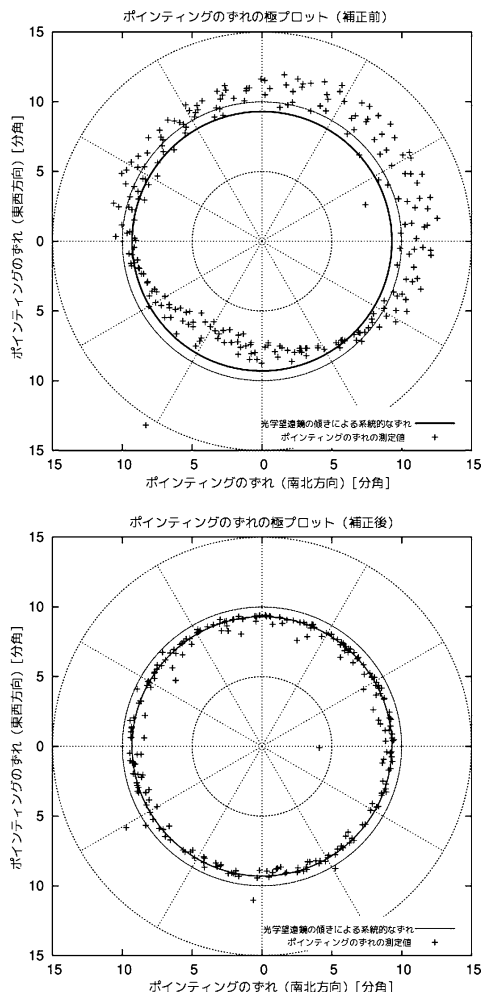 ポインティングのずれの極プロット（補正前）
15
10
5
0
5
10
15
ポインティングのずれ（東西方向）[分角]
光学望遠鏡の傾きによる系統的なずれ
ポインティングのずれの測定値
15 10 5 0 5 10 15
ポインティングのずれ（南北方向）[分角]
ポインティングのずれの極プロット（補正後）
15
10
5
0
5
10
15
ポインティングのずれ（東西方向）[分角]
光学望遠鏡の傾きによる系統的なずれ
ポインティングのずれの測定値
15 10 5 0 5 10 15
ポインティングのずれ（南北方向）[分角]